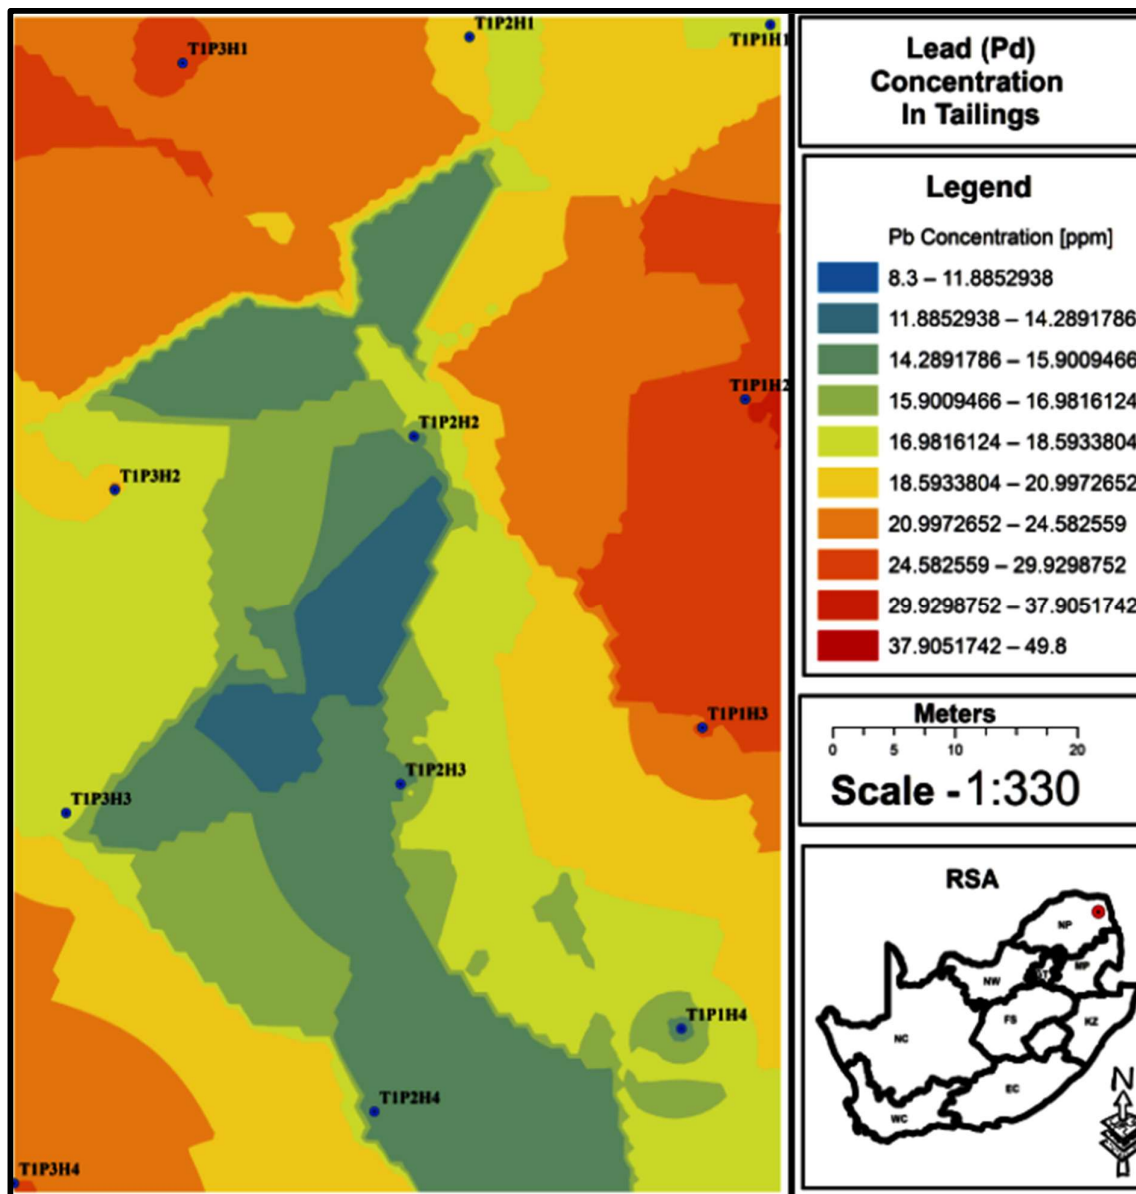 T1P3H1
T1P2H1
T1P1H1
T1P1H2
T1P2H2
T1P3H2
T1P1H3
T1P2H3
T1P3H3
T1P1H4
T1P2H4
T1P3H4
Lead (Pd)
Concentration
In Tailings
Legend
Pb Concentration [ppm]
8.3 – 11.8852938
11.8852938 – 14.2891786
14.2891786 – 15.9009466
15.9009466 – 16.9816124
16.9816124 – 18.5933804
18.5933804 – 20.9972652
20.9972652 – 24.582559
24.582559 – 29.9298752
29.9298752 – 37.9051742
37.9051742 – 49.8
Meters
0 5 10 20
Scale - 1:330
RSA
NP
NW
MP
FS
KZ
NC
EC
WC
N